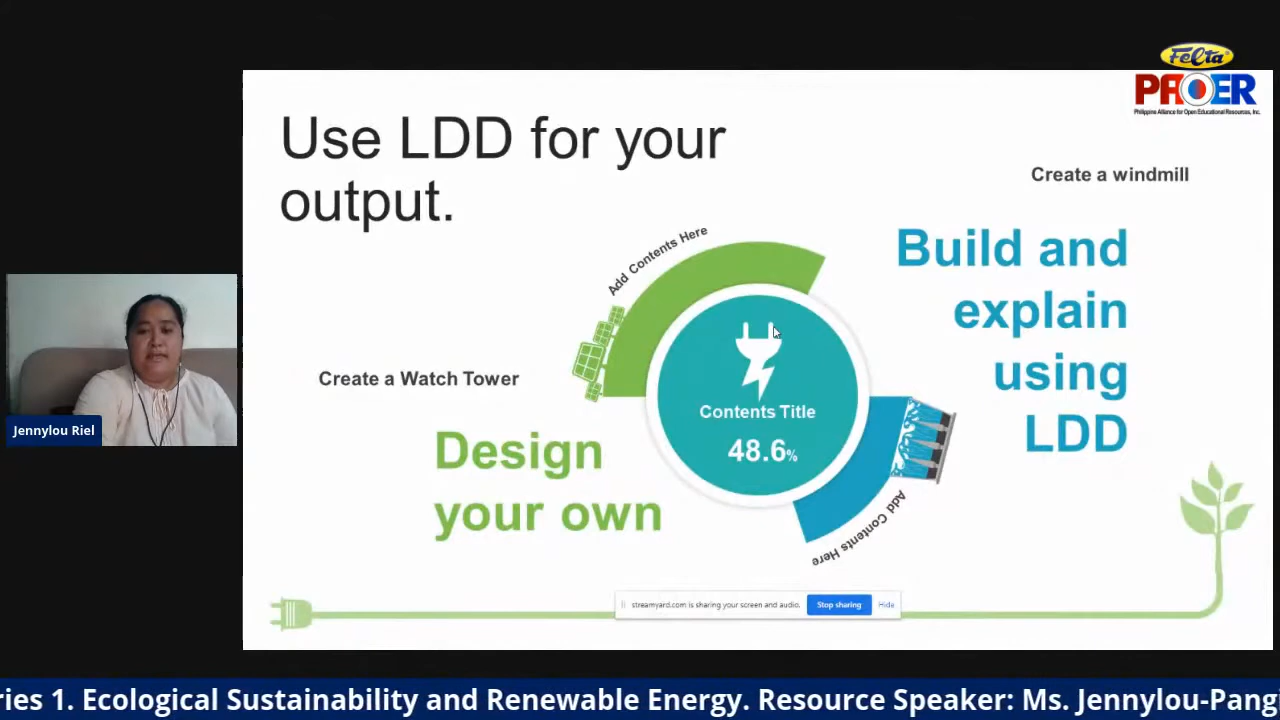 FELTA
PAOER
Philippine Alliance for Open Educational Resources, Inc.
Use LDD for your
output.
Create a windmill
Build and
explain
using
LDD
Add Contents Here
Contents Title
48.6%
Create a Watch Tower
Design
your own
Add Contents Here
Jennylou Riel
streamyard.com is sharing your screen and audio.
Stop sharing
Hide
ries 1. Ecological Sustainability and Renewable Energy. Resource Speaker: Ms. Jennylou-Pang